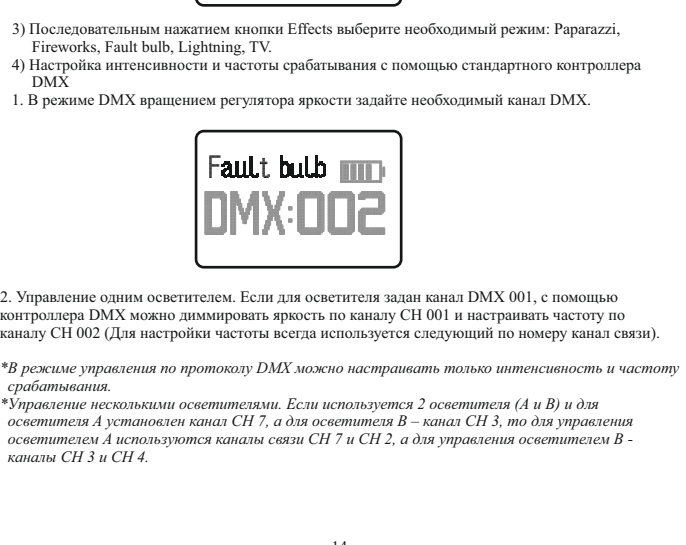 3) Последовательным нажатием кнопки Effects выберите необходимый режим: Paparazzi,
Fireworks, Fault bulb, Lightning, TV.
4) Настройка интенсивности и частоты срабатывания с помощью стандартного контроллера
DMX
1. В режиме DMX вращением регулятора яркости задайте необходимый канал DMX.
Fault bulb
DMX:002
2. Управление одним осветителем. Если для осветителя задан канал DMX 001, с помощью
контроллера DMX можно диммировать яркость по каналу CH 001 и настраивать частоту по
каналу CH 002 (Для настройки частоты всегда используется следующий по номеру канал связи).
*В режиме управления по протоколу DMX можно настраивать только интенсивность и частоту
срабатывания.
*Управление несколькими осветителями. Если используется 2 осветителя (А и В) и для
осветителя А установлен канал CH 7, а для осветителя В – канал CH 3, то для управления
осветителем А используются каналы связи CH 7 и CH 2, а для управления осветителем В -
каналы CH 3 и CH 4.
14